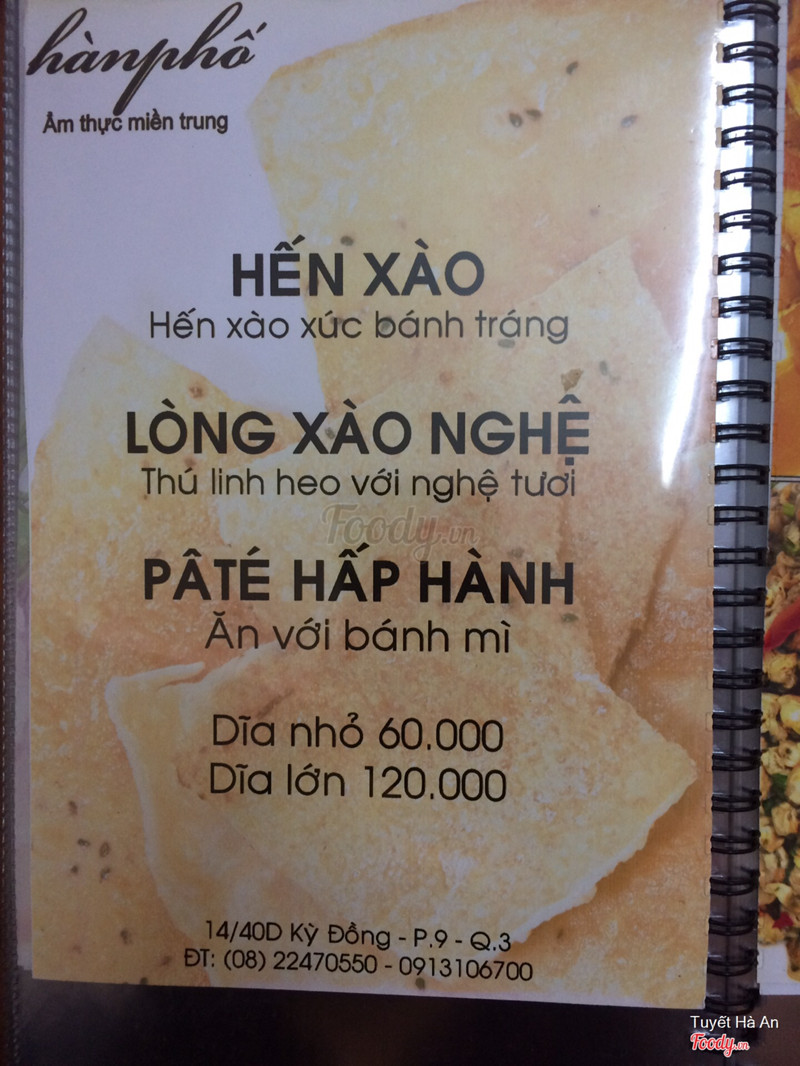 hànphố
Ẩm thực miền trung
HẾN XÀO
Hến xào xúc bánh tráng
LÒNG XÀO NGHỆ
Thú linh heo với nghệ tươi
Foody.vn
PÂTÉ HẤP HÀNH
Ăn với bánh mì
Dĩa nhỏ 60.000
Dĩa lớn 120.000
14/40D Kỳ Đồng - P.9 - Q.3
ĐT: (08) 22470550 - 0913106700
Tuyết Hà An
Foody.vn